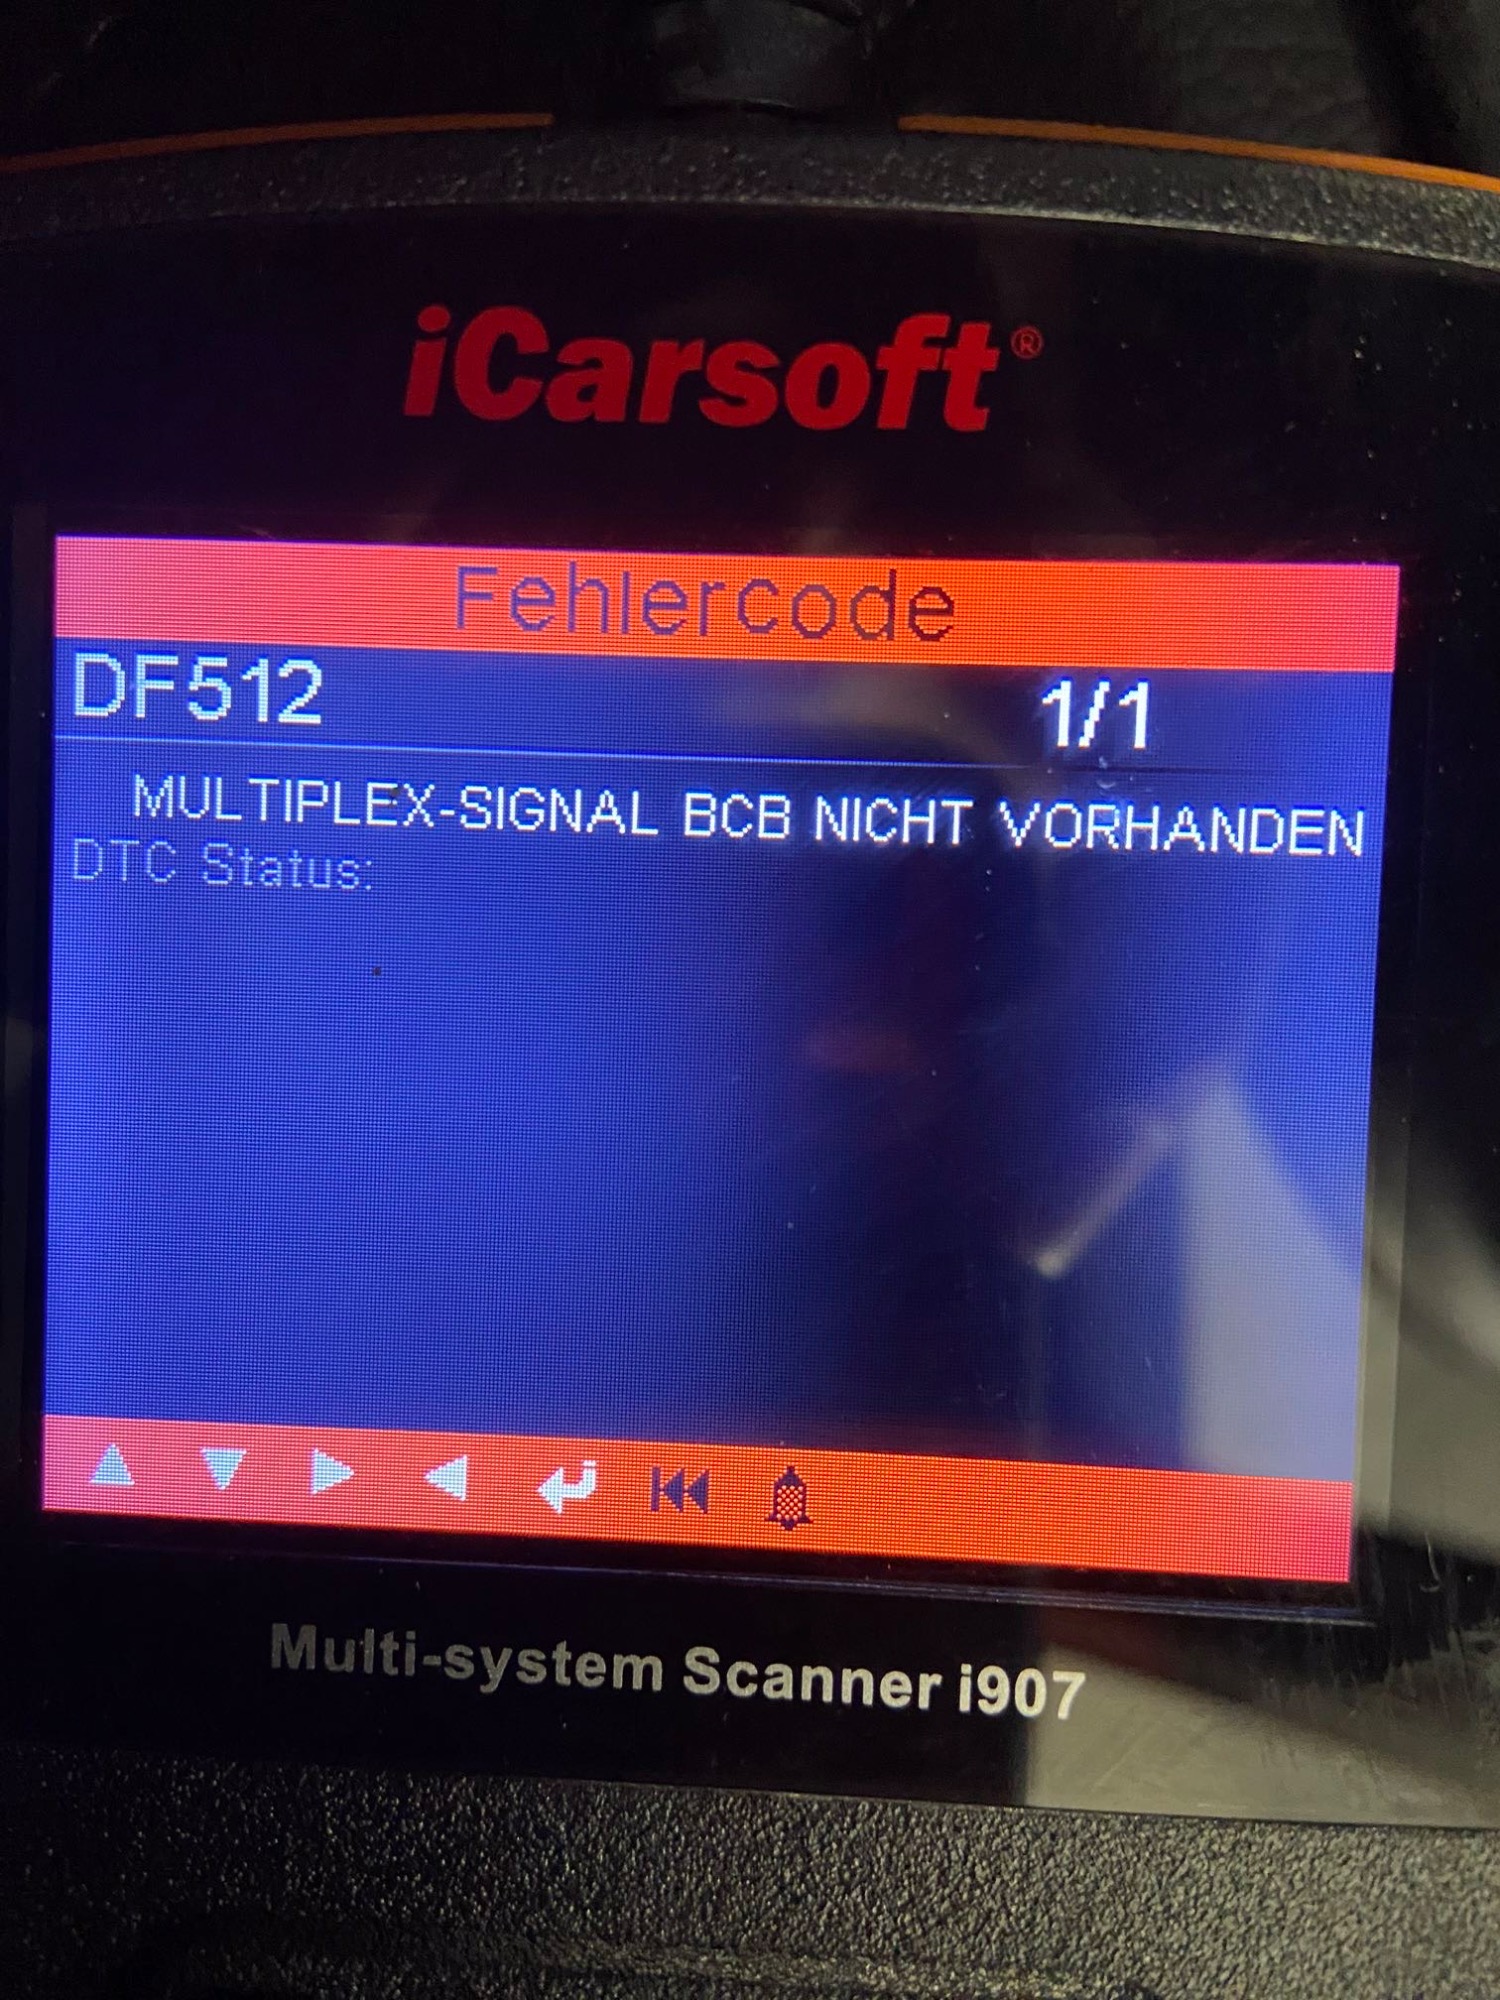 iCarsoft®
Fehlercode
DF512 1/1
MULTIPLEX-SIGNAL BCB NICHT VORHANDEN
DTC Status:
Multi-system Scanner i907